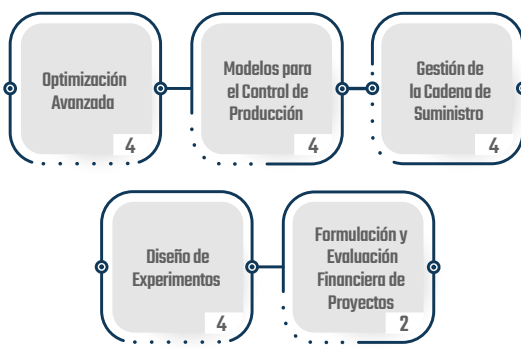 Optimización
Avanzada
4
Modelos para
el Control de
Producción
4
Gestión de
la Cadena de
Suministro
4
Diseño de
Experimentos
4
Formulación y
Evaluación
Financiera de
Proyectos
2